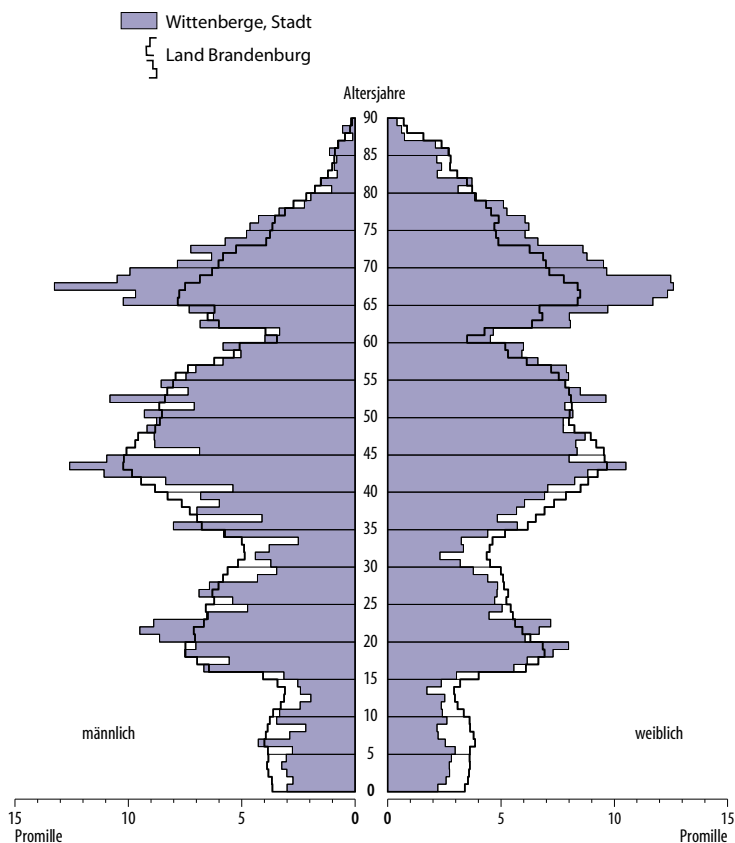 Wittenberge, Stadt
Land Brandenburg
Altersjahre
90
85
80
75
70
65
60
55
50
45
40
35
30
25
20
15
10
5
0
männlich
weiblich
15 10 5 0 0 5 10 15
Promille Promille